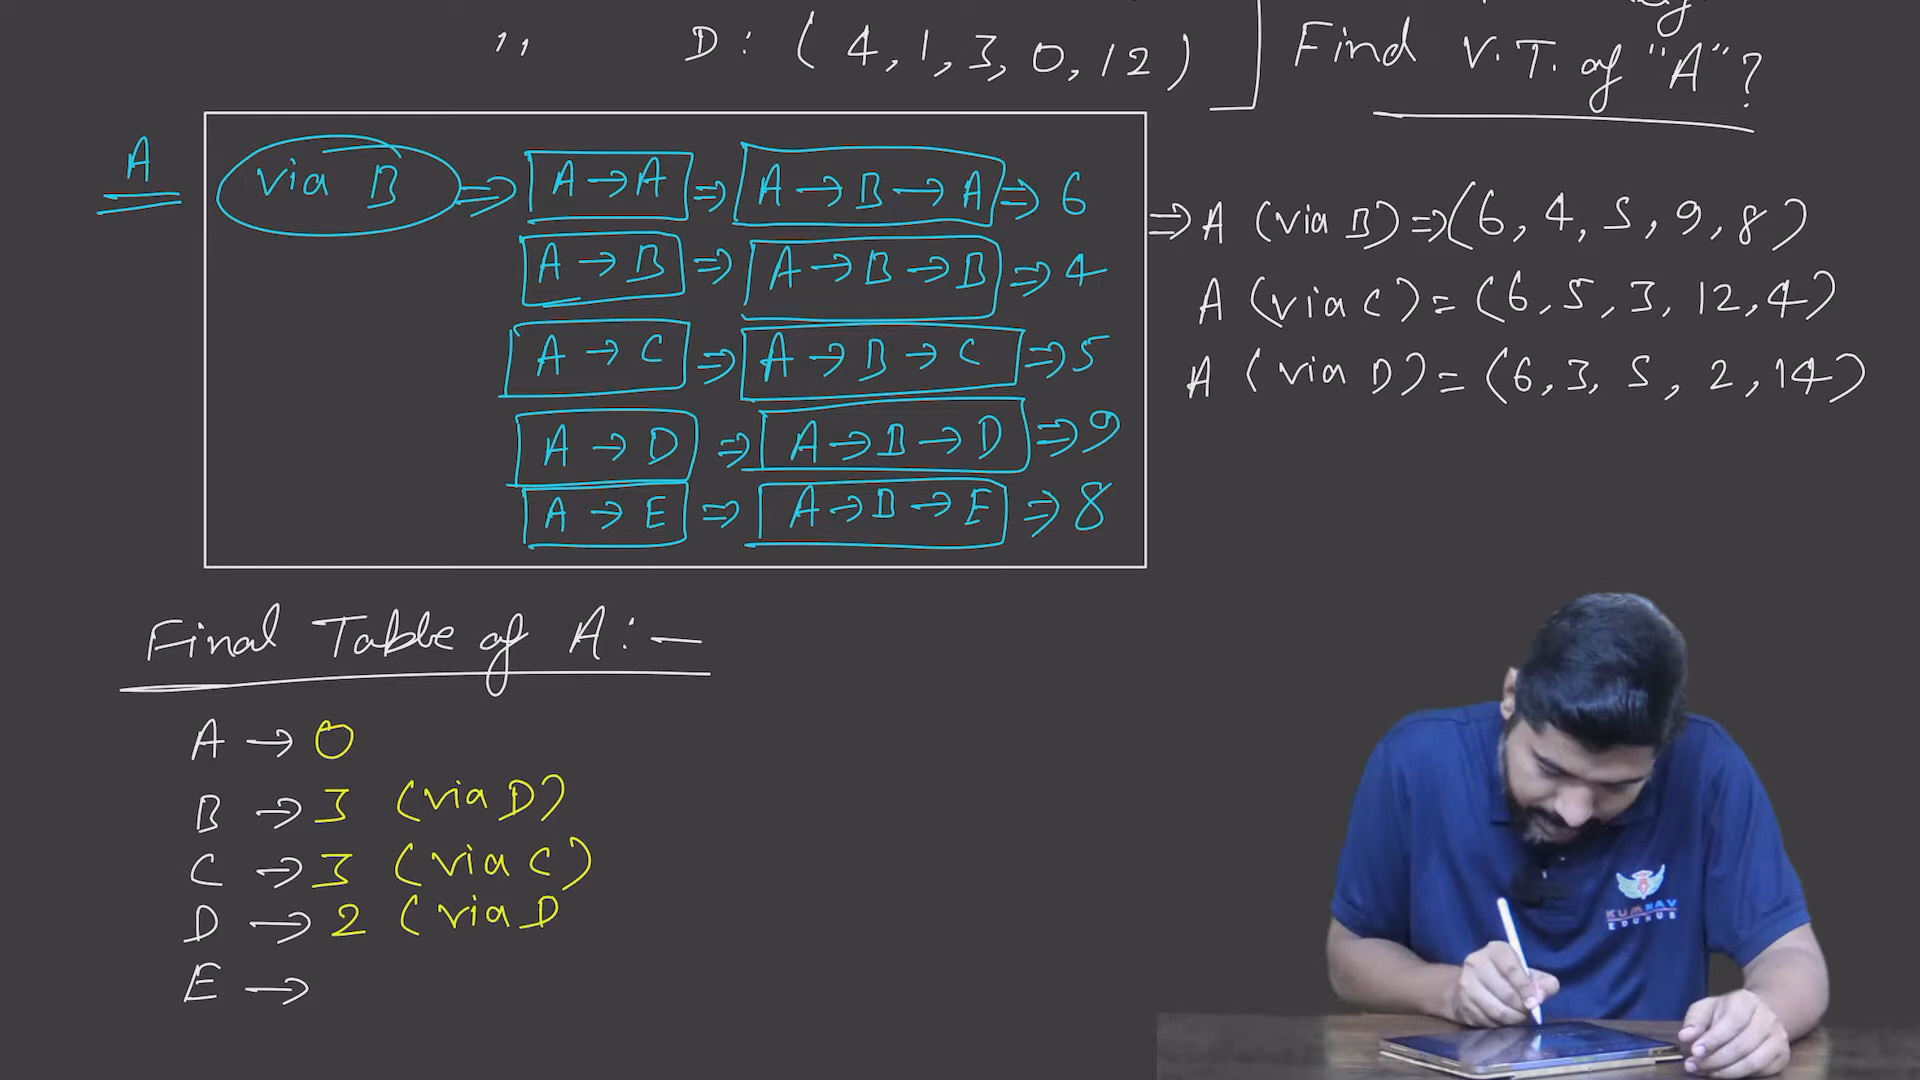 ,, D : ( 4, 1, 3, 0, 12 ) ] Find V.T. of "A"?
A via B ⇒ A → A ⇒ A → B → A ⇒ 6
A → B ⇒ A → B → B ⇒ 4
A → C ⇒ A → B → C ⇒ 5
A → D ⇒ A → B → D ⇒ 9
A → E ⇒ A → B → E ⇒ 8
⇒ A (via B) ⇒ (6, 4, 5, 9, 8)
A (via C) = (6, 5, 3, 12, 4)
A (via D) = (6, 3, 5, 2, 14)
Final Table of A : —
A → 0
B → 3 (via D)
C → 3 (via C)
D → 2 (via D
E →
KUMNAV
EDUHUB